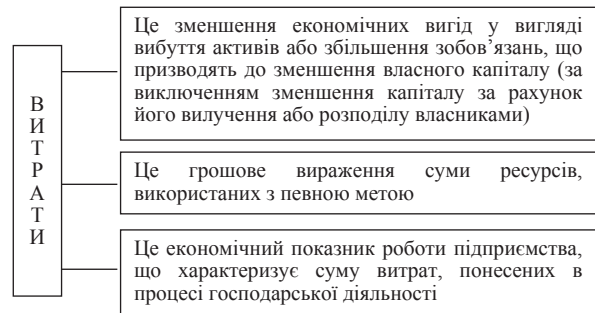 ВИТРАТИ
Це зменшення економічних вигід у вигляді
вибуття активів або збільшення зобов’язань, що
призводять до зменшення власного капіталу (за
виключенням зменшення капіталу за рахунок
його вилучення або розподілу власниками)
Це грошове вираження суми ресурсів,
використаних з певною метою
Це економічний показник роботи підприємства,
що характеризує суму витрат, понесених в
процесі господарської діяльності